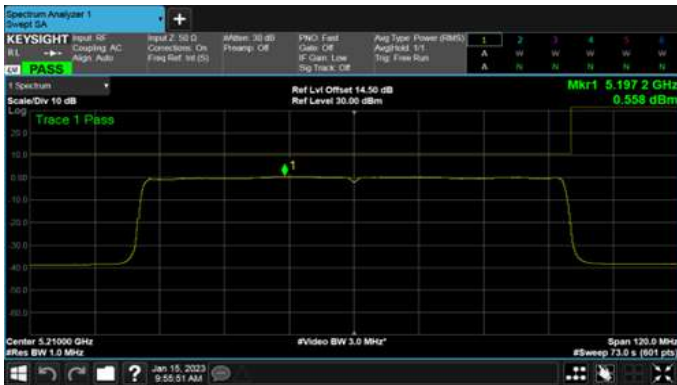 Spectrum Analyzer 1
Swept SA
+
KEYSIGHT
RL
PASS
Input: RF
Coupling: AC
Align: Auto
Input Z: 50 Ω
Corrections: On
Freq Ref: Int (S)
#Atten: 30 dB
Preamp: Off
PNO: Fast
Gate: Off
IF Gain: Low
Sig Track: Off
Avg Type: Power (RMS)
Avg|Hold: 1/1
Trig: Free Run
1 2 3 4 5 6
A W W W W W
A N N N N N
1 Spectrum
Scale/Div 10 dB
Log
Ref Lvl Offset 14.50 dB
Ref Level 30.00 dBm
Mkr1 5.197 2 GHz
0.558 dBm
Trace 1 Pass
20.0
10.0
0.00
-10.0
-20.0
-30.0
-40.0
-50.0
-60.0
1
Center 5.21000 GHz
#Res BW 1.0 MHz
#Video BW 3.0 MHz*
Span 120.0 MHz
#Sweep 73.0 s (601 pts)
?
Jan 15, 2023
9:55:51 AM